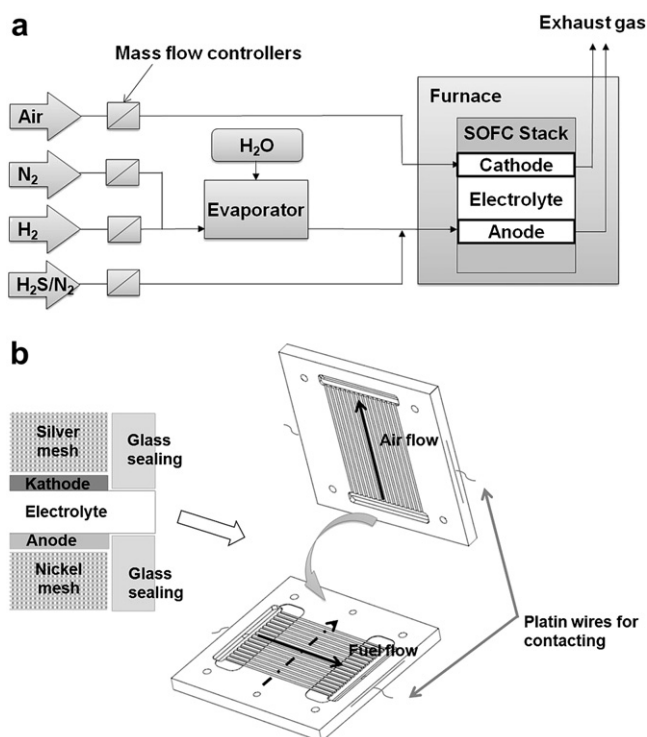 a
Exhaust gas
Mass flow controllers
Furnace
Air
SOFC Stack
H₂O
Cathode
N₂
Electrolyte
Evaporator
H₂
Anode
H₂S/N₂
b
Silver
mesh
Glass
sealing
Air flow
Kathode
Electrolyte
Anode
Nickel
mesh
Glass
sealing
Platin wires for
contacting
Fuel flow